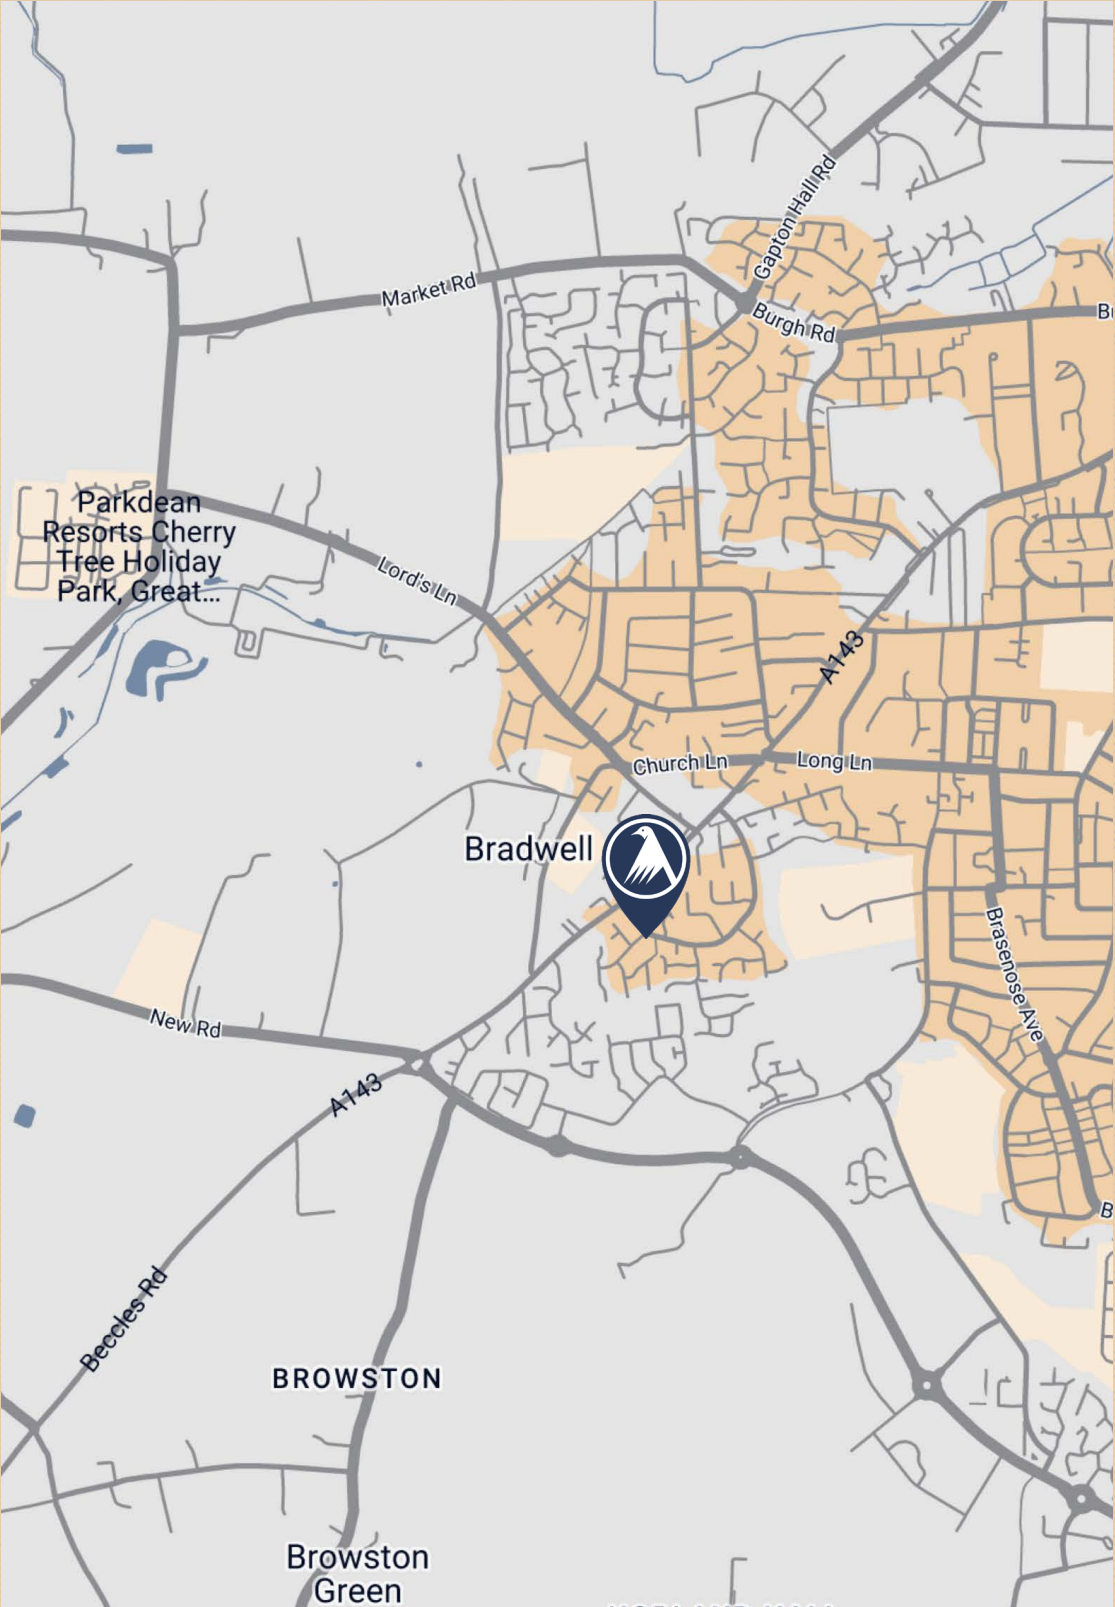 Gapton Hall Rd
Market Rd
Burgh Rd
Parkdean
Resorts Cherry
Tree Holiday
Park, Great...
Lord's Ln
A143
Church Ln
Long Ln
Bradwell
Brasenose Ave
New Rd
A143
Beccles Rd
BROWSTON
Browston
Green